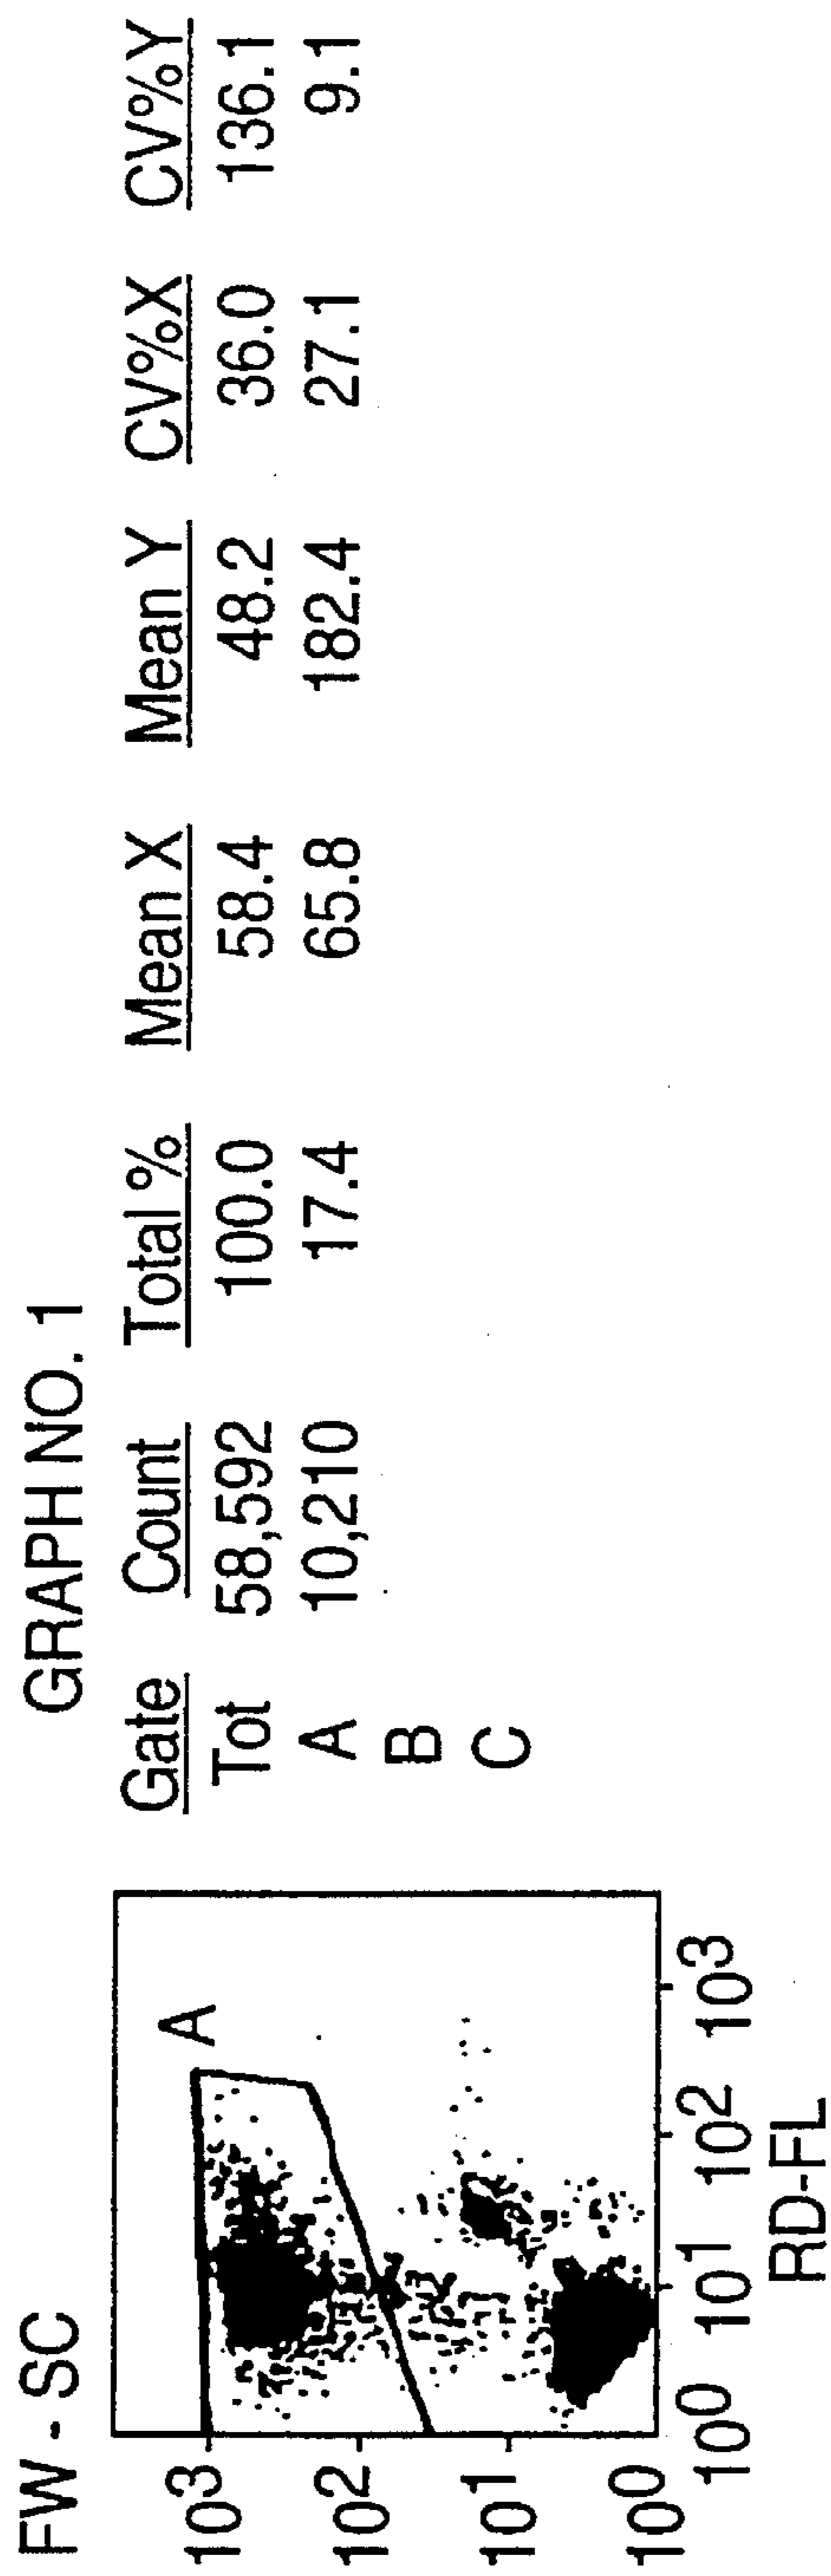 FW - SC
10³
10²
10¹
10⁰
10⁰ 10¹ 10² 10³
RD-FL
A
GRAPH NO. 1
Gate Count Total % Mean X Mean Y CV%X CV%Y
Tot 58,592 100.0 58.4 48.2 36.0 136.1
A 10,210 17.4 65.8 182.4 27.1 9.1
B
C